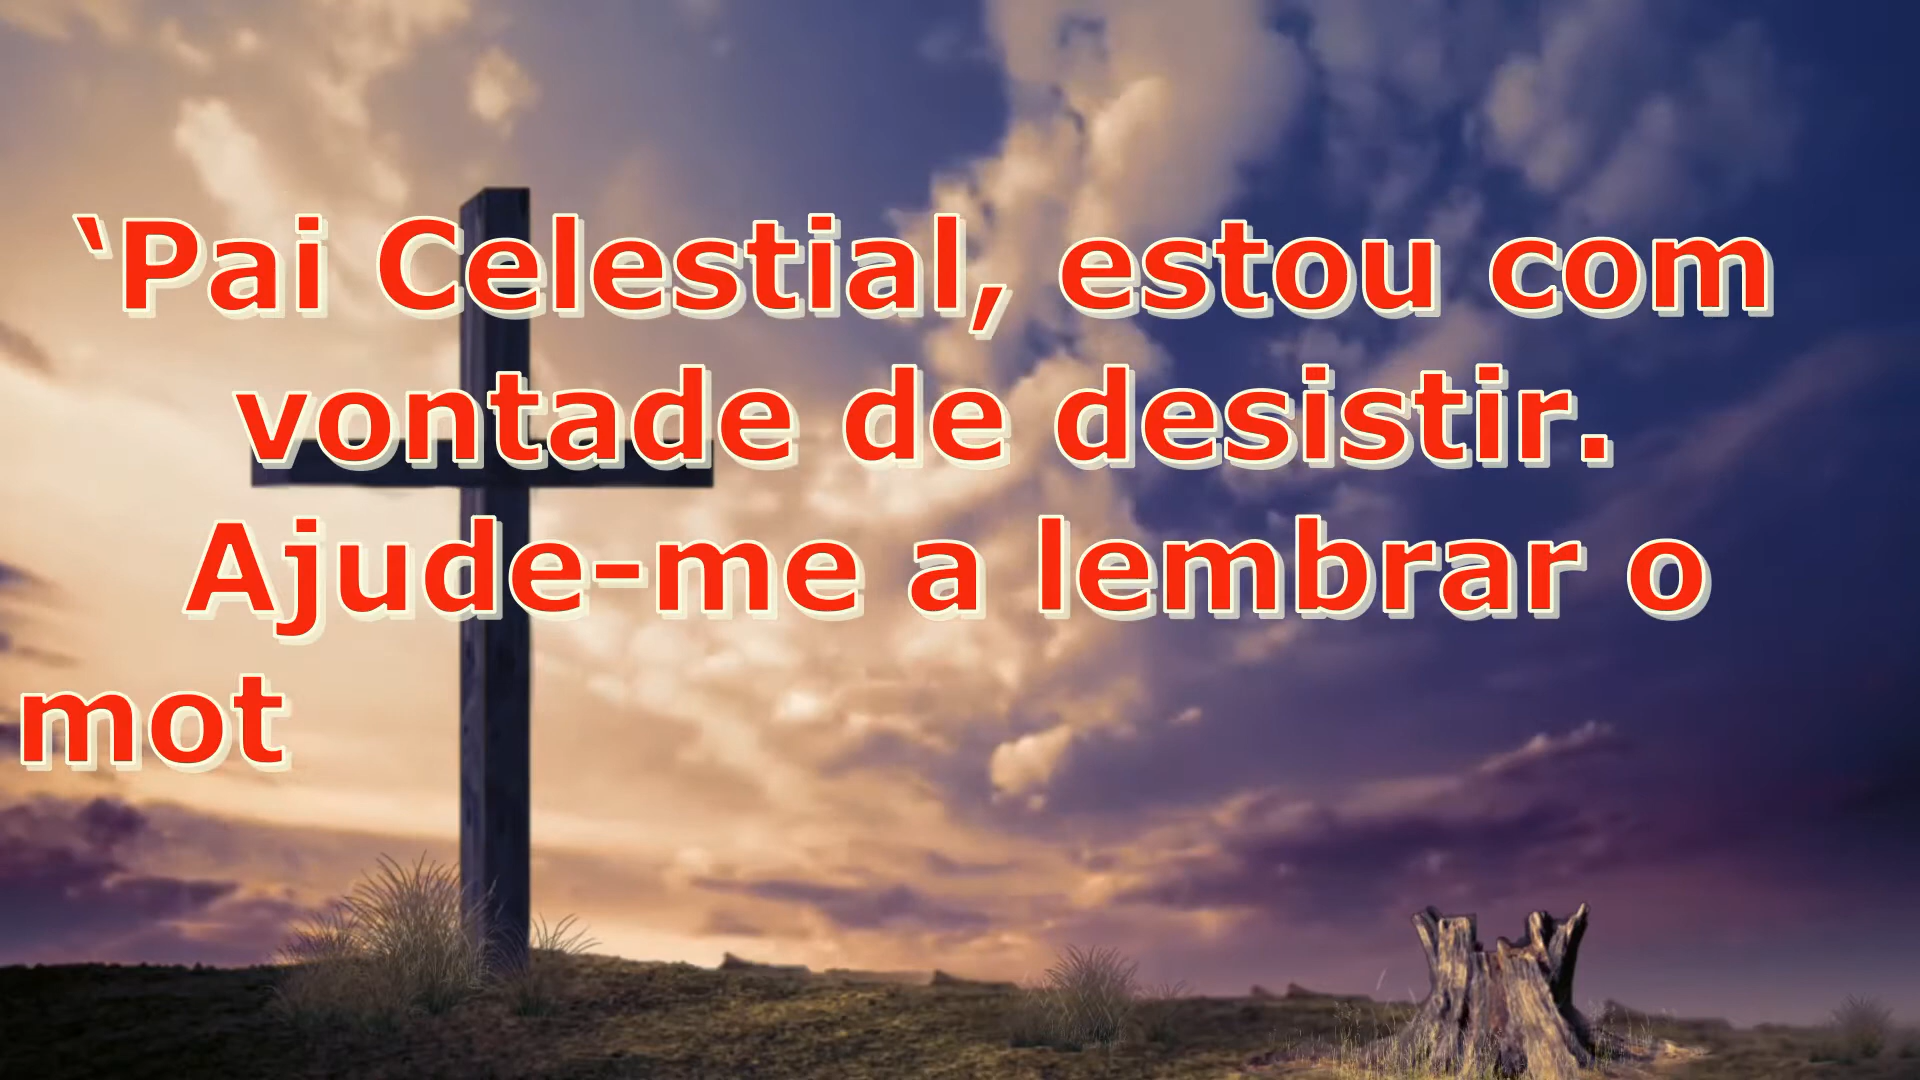 ‘Pai Celestial, estou com
vontade de desistir.
Ajude-me a lembrar o
mot